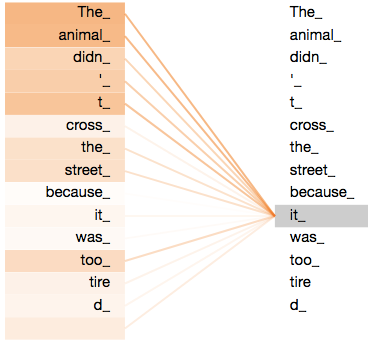 The_
animal_
didn_
'_
t_
cross_
the_
street_
because_
it_
was_
too_
tire
d_
The_
animal_
didn_
'_
t_
cross_
the_
street_
because_
it_
was_
too_
tire
d_